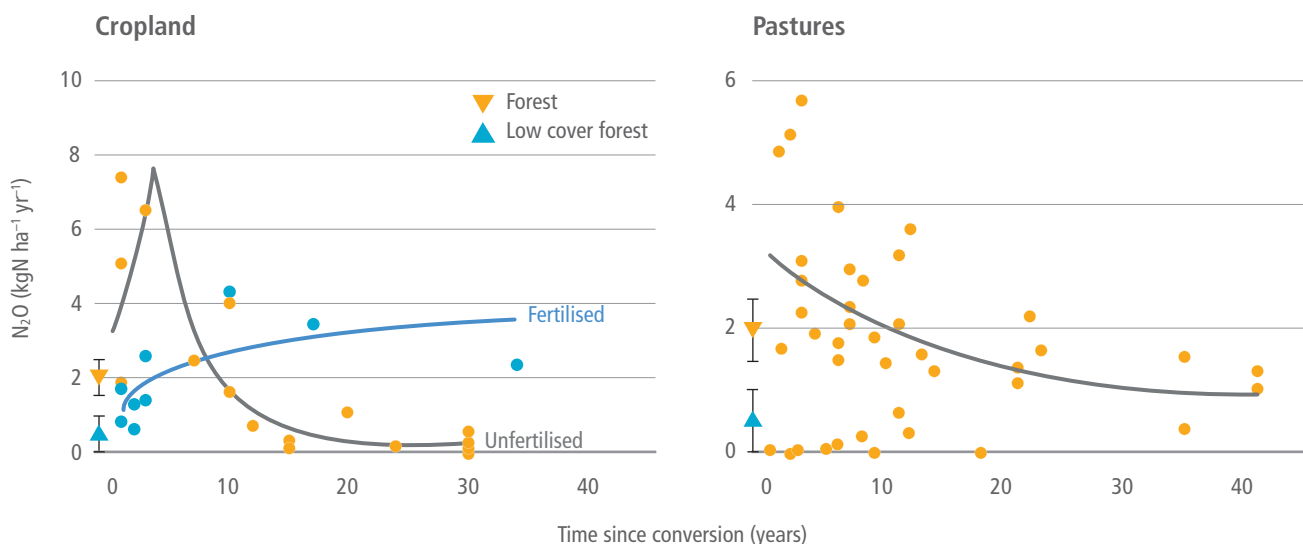 Cropland
Pastures
10
8
6
4
2
0
N₂O (kgN ha⁻¹ yr⁻¹)
Forest
Low cover forest
Fertilised
Unfertilised
0 10 20 30 40
6
4
2
0
0 10 20 30 40
Time since conversion (years)